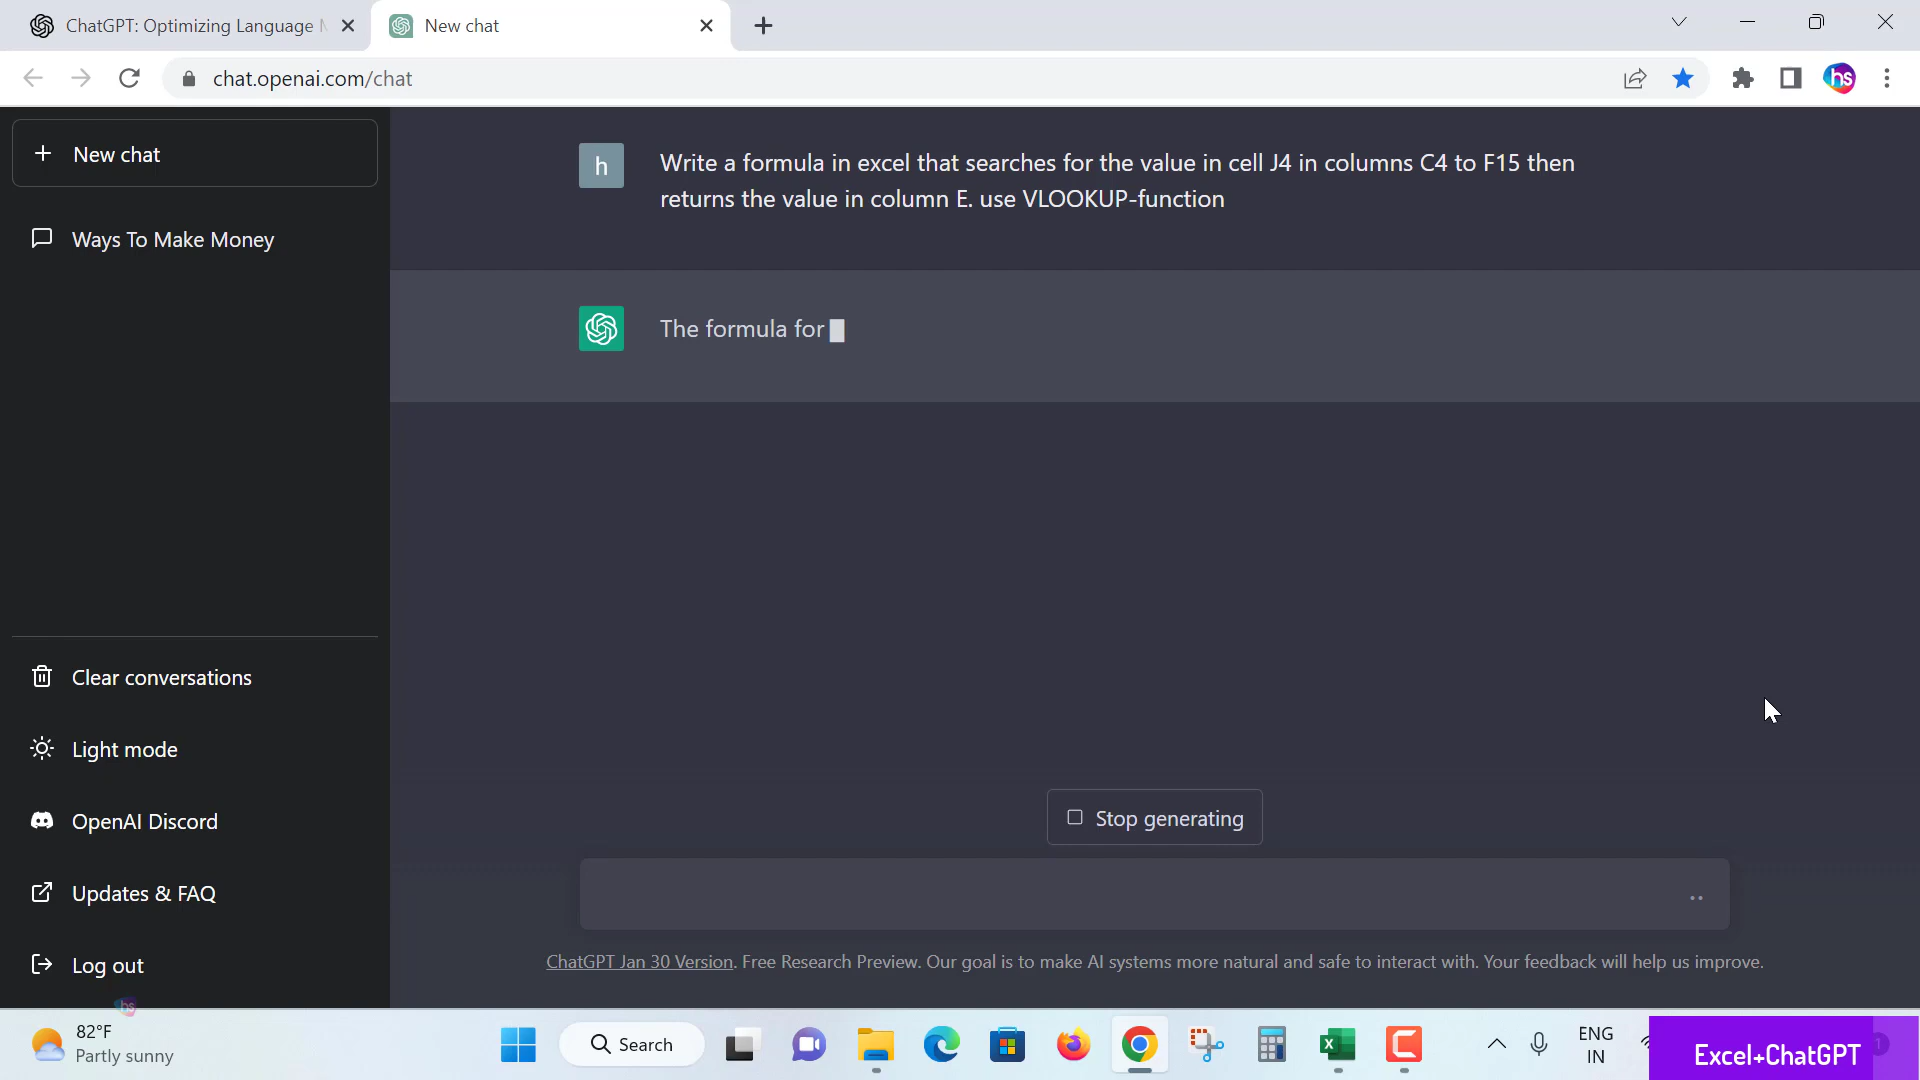 ChatGPT: Optimizing Language
New chat
chat.openai.com/chat
hs
New chat
Ways To Make Money
Clear conversations
Light mode
OpenAI Discord
Updates & FAQ
Log out
h
Write a formula in excel that searches for the value in cell J4 in columns C4 to F15 then
returns the value in column E. use VLOOKUP-function
The formula for
Stop generating
ChatGPT Jan 30 Version. Free Research Preview. Our goal is to make AI systems more natural and safe to interact with. Your feedback will help us improve.
hs
82°F
Partly sunny
Search
ENG
IN
Excel+ChatGPT
1